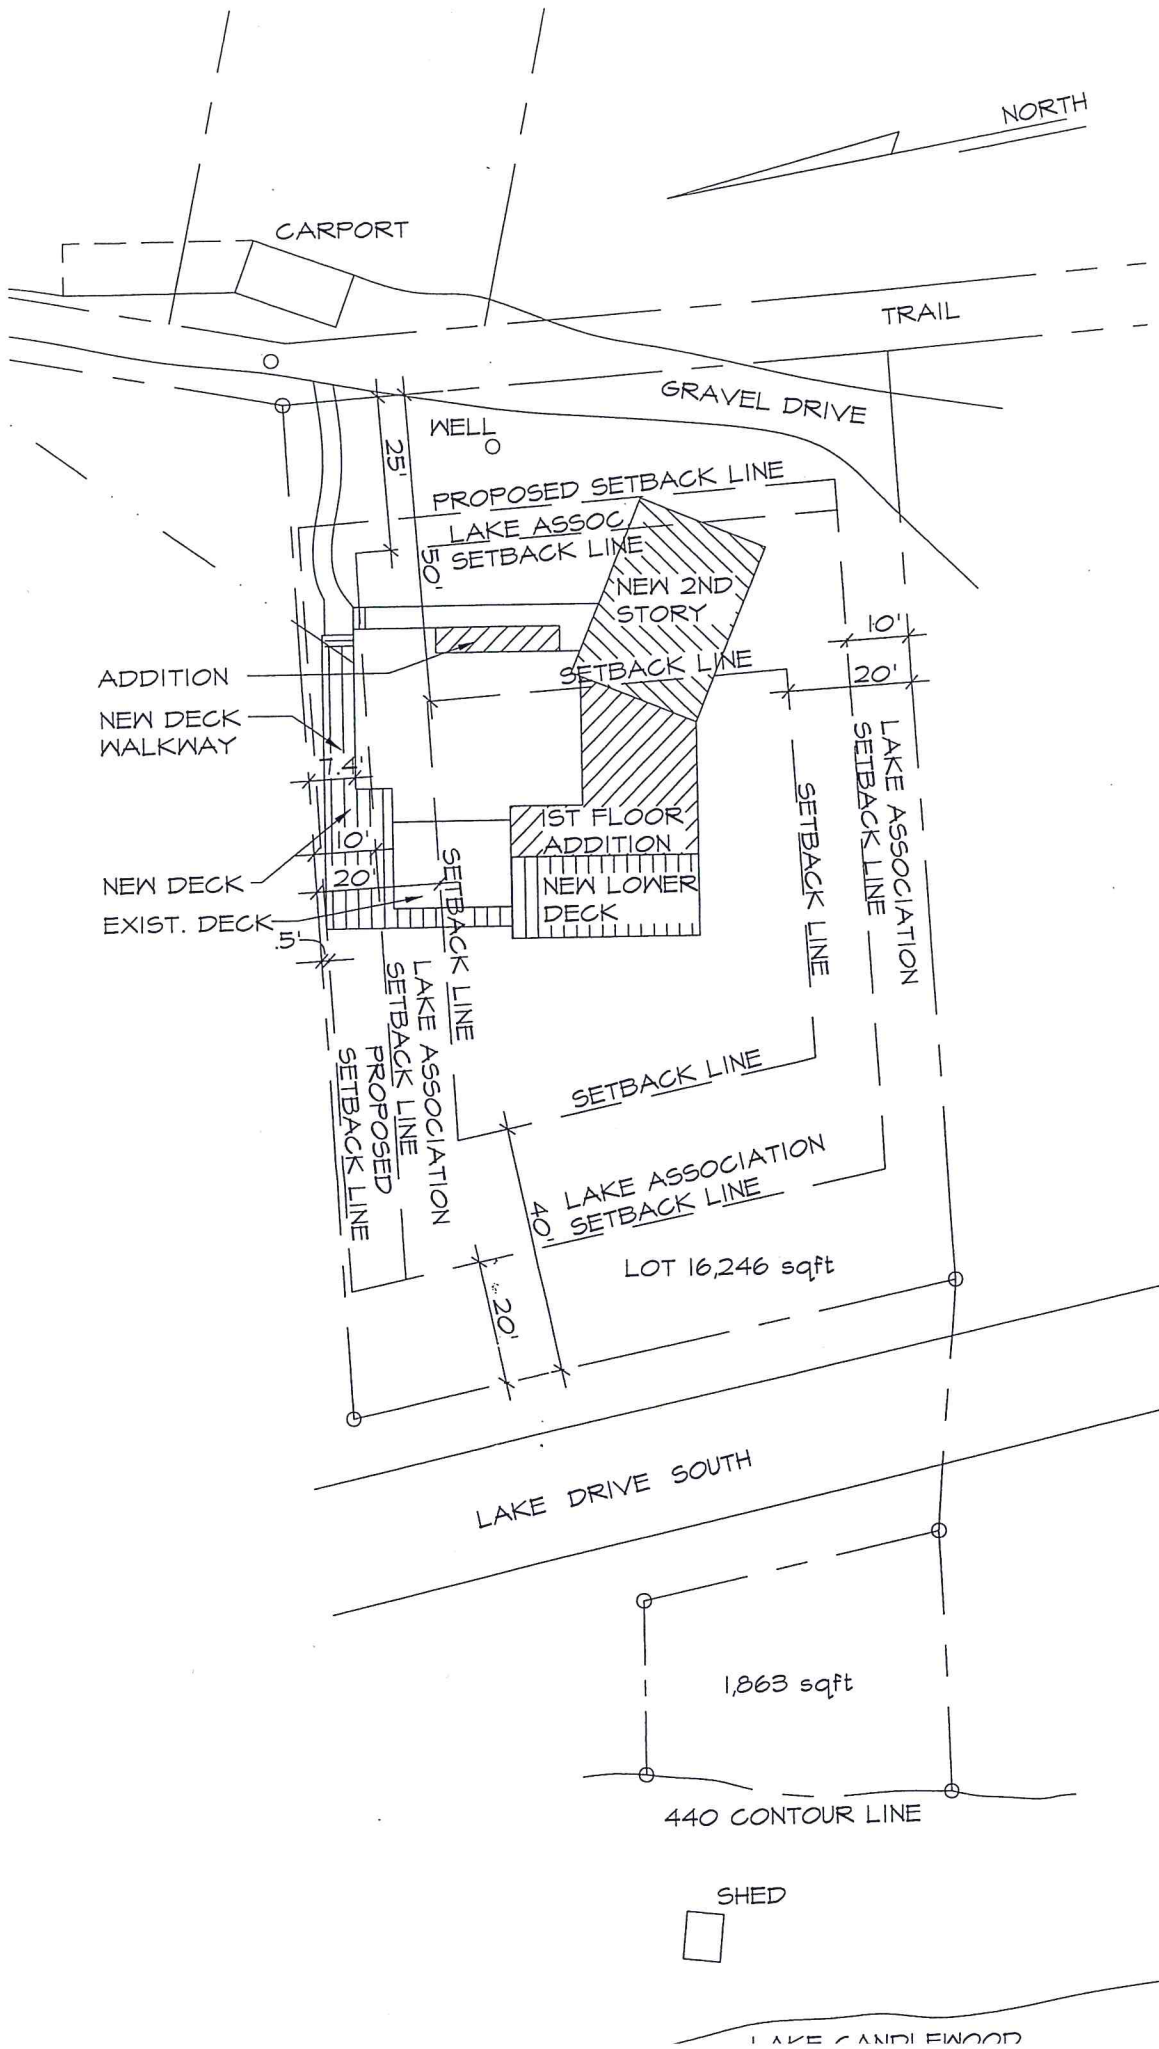 NORTH
CARPORT
TRAIL
GRAVEL DRIVE
WELL
25'
PROPOSED SETBACK LINE
LAKE ASSOC.
SETBACK LINE
50'
NEW 2ND
STORY
10'
SETBACK LINE
20'
ADDITION
NEW DECK
WALKWAY
7.4'
LAKE ASSOCIATION
SETBACK LINE
SETBACK LINE
1ST FLOOR
ADDITION
10'
20'
NEW DECK
NEW LOWER
DECK
EXIST. DECK
.5'
SETBACK LINE
LAKE ASSOCIATION
SETBACK LINE
PROPOSED
SETBACK LINE
SETBACK LINE
LAKE ASSOCIATION
SETBACK LINE
40'
20'
LOT 16,246 sqft
LAKE DRIVE SOUTH
1,863 sqft
440 CONTOUR LINE
SHED
LAKE CANDLEWOOD